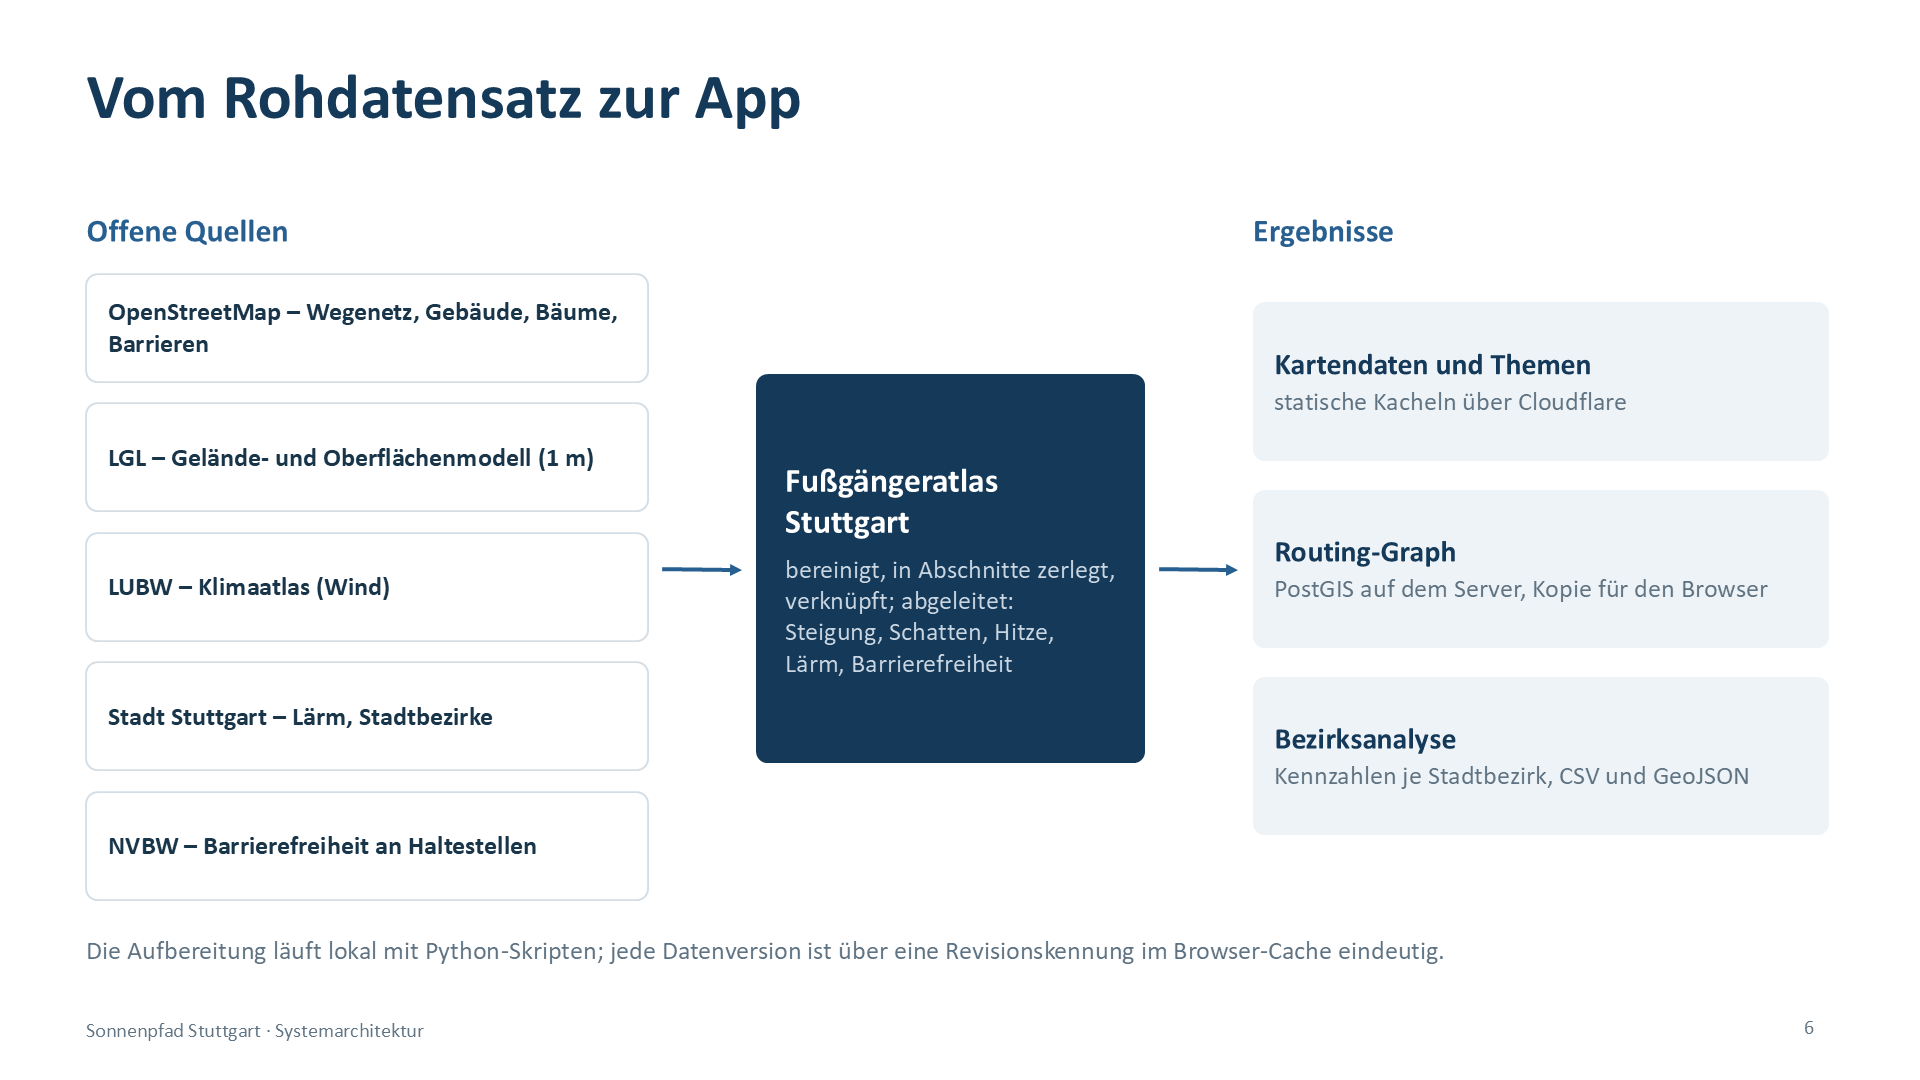 Vom Rohdatensatz zur App
Offene Quellen
OpenStreetMap – Wegenetz, Gebäude, Bäume,
Barrieren
LGL – Gelände- und Oberflächenmodell (1 m)
LUBW – Klimaatlas (Wind)
Stadt Stuttgart – Lärm, Stadtbezirke
NVBW – Barrierefreiheit an Haltestellen
Fußgängeratlas
Stuttgart
bereinigt, in Abschnitte zerlegt,
verknüpft; abgeleitet:
Steigung, Schatten, Hitze,
Lärm, Barrierefreiheit
Ergebnisse
Kartendaten und Themen
statische Kacheln über Cloudflare
Routing-Graph
PostGIS auf dem Server, Kopie für den Browser
Bezirksanalyse
Kennzahlen je Stadtbezirk, CSV und GeoJSON
Die Aufbereitung läuft lokal mit Python-Skripten; jede Datenversion ist über eine Revisionskennung im Browser-Cache eindeutig.
Sonnenpfad Stuttgart · Systemarchitektur
6